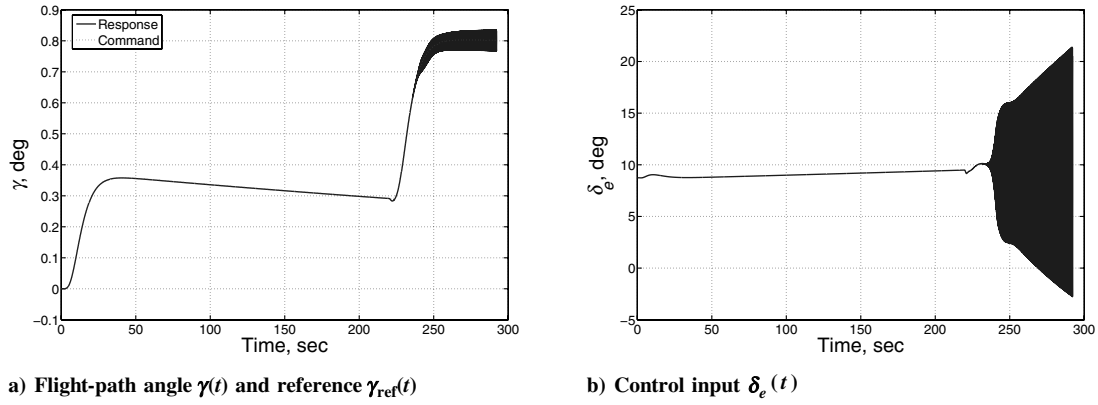 0.9
0.8
0.7
0.6
0.5
0.4
0.3
0.2
0.1
0
−0.1
γ, deg
Response
Command
0 50 100 150 200 250 300
Time, sec
a) Flight-path angle γ(t) and reference γref(t)
25
20
15
10
5
0
−5
δe, deg
0 50 100 150 200 250 300
Time, sec
b) Control input δe(t)